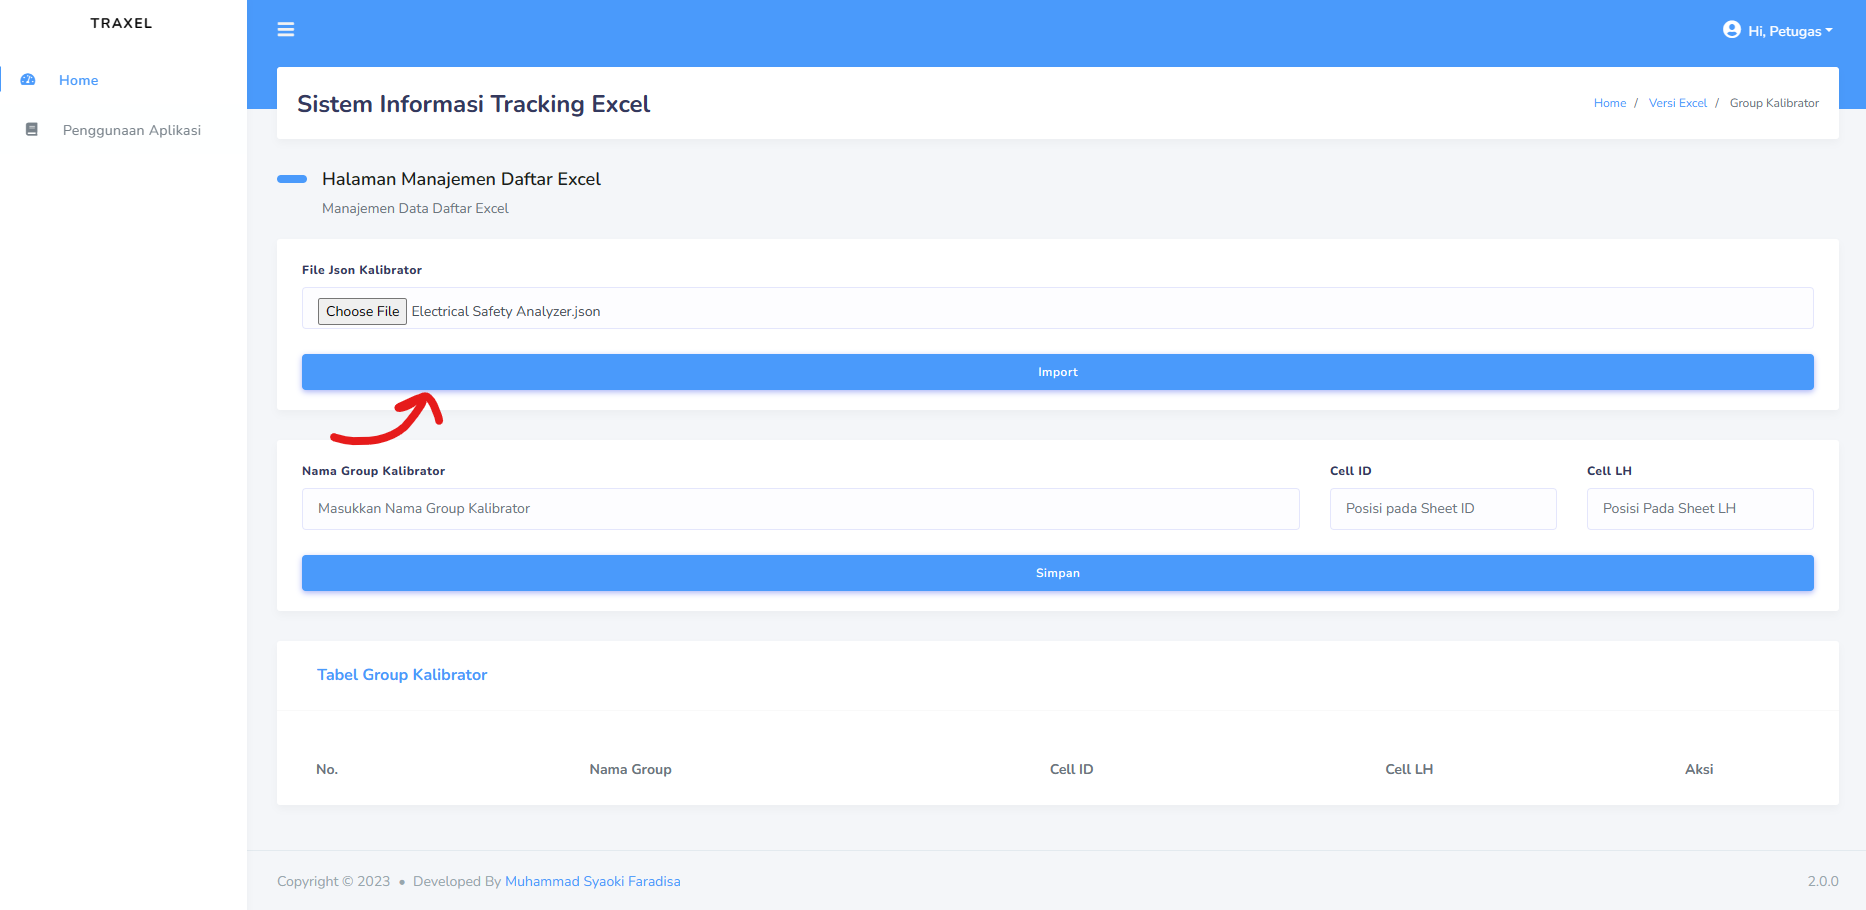 TRAXEL
Hi, Petugas
Home
Penggunaan Aplikasi
Sistem Informasi Tracking Excel
Home / Versi Excel / Group Kalibrator
Halaman Manajemen Daftar Excel
Manajemen Data Daftar Excel
File Json Kalibrator
Choose File Electrical Safety Analyzer.json
Import
Nama Group Kalibrator Cell ID Cell LH
Masukkan Nama Group Kalibrator Posisi pada Sheet ID Posisi Pada Sheet LH
Simpan
Tabel Group Kalibrator
No. Nama Group Cell ID Cell LH Aksi
Copyright © 2023 • Developed By Muhammad Syaoki Faradisa 2.0.0